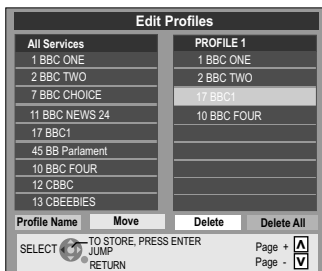 Edit Profiles
All Services
PROFILE 1
1 BBC ONE
1 BBC ONE
2 BBC TWO
2 BBC TWO
7 BBC CHOICE
17 BBC1
11 BBC NEWS 24
10 BBC FOUR
17 BBC1
45 BB Parlament
10 BBC FOUR
12 CBBC
13 CBEEBIES
Profile Name Move Delete Delete All
SELECT TO STORE, PRESS ENTER
JUMP
RETURN
Page +
Page -